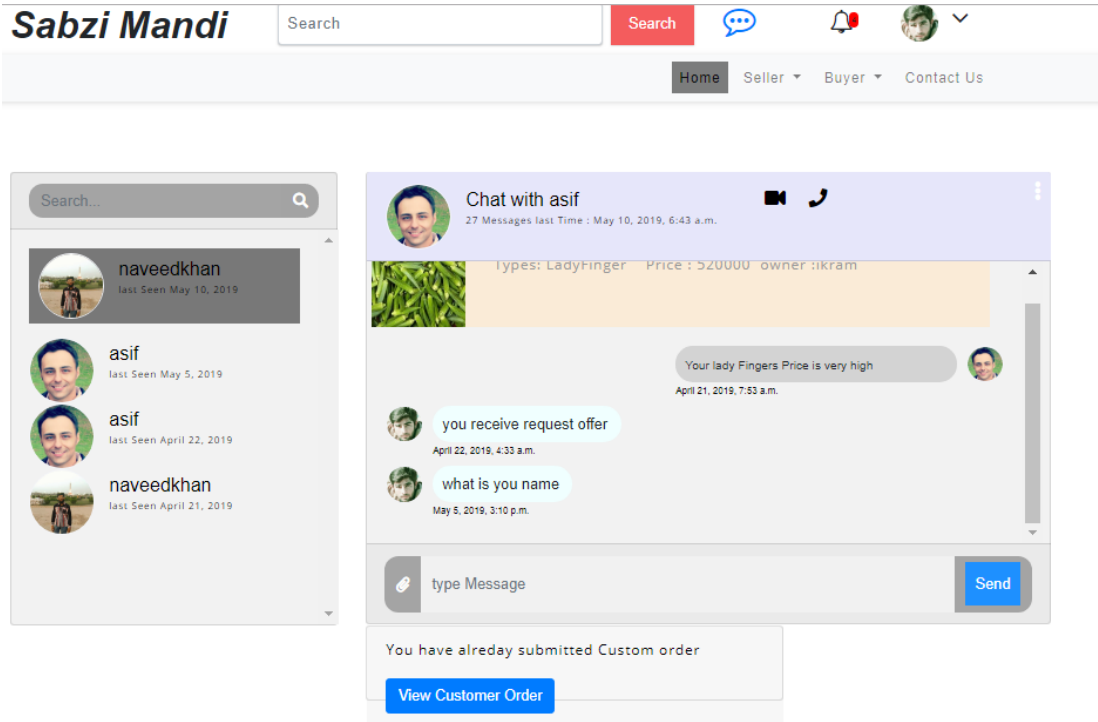 Sabzi Mandi
Search
Search
Home
Seller
Buyer
Contact Us
Search...
naveedkhan
last Seen May 10, 2019
asif
last Seen May 5, 2019
asif
last Seen April 22, 2019
naveedkhan
last Seen April 21, 2019
Chat with asif
27 Messages last Time : May 10, 2019, 6:43 a.m.
Types: LadyFinger Price : 520000 owner :ikram
Your lady Fingers Price is very high
April 21, 2019, 7:53 a.m.
you receive request offer
April 22, 2019, 4:33 a.m.
what is you name
May 5, 2019, 3:10 p.m.
type Message
Send
You have alreday submitted Custom order
View Customer Order